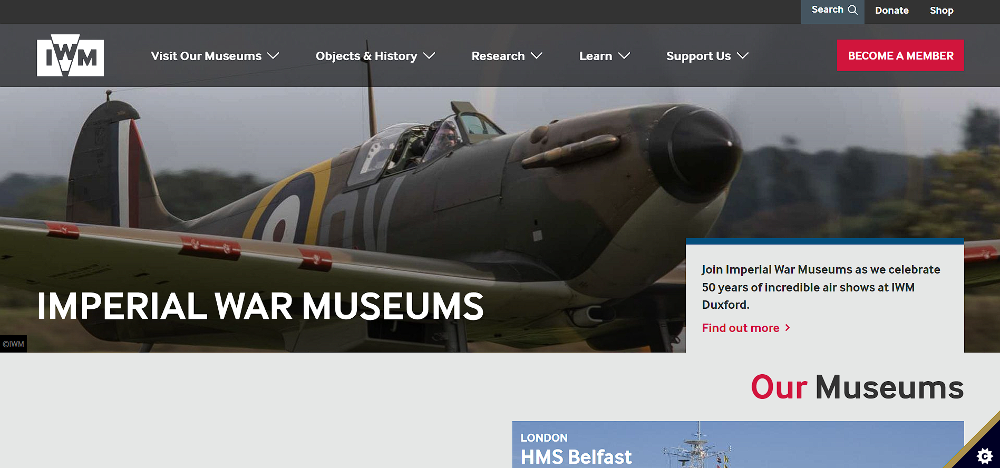 Search
Donate
Shop
IWM
Visit Our Museums
Objects & History
Research
Learn
Support Us
BECOME A MEMBER
IMPERIAL WAR MUSEUMS
©IWM
Join Imperial War Museums as we celebrate
50 years of incredible air shows at IWM
Duxford.
Find out more
Our Museums
LONDON
HMS Belfast
C